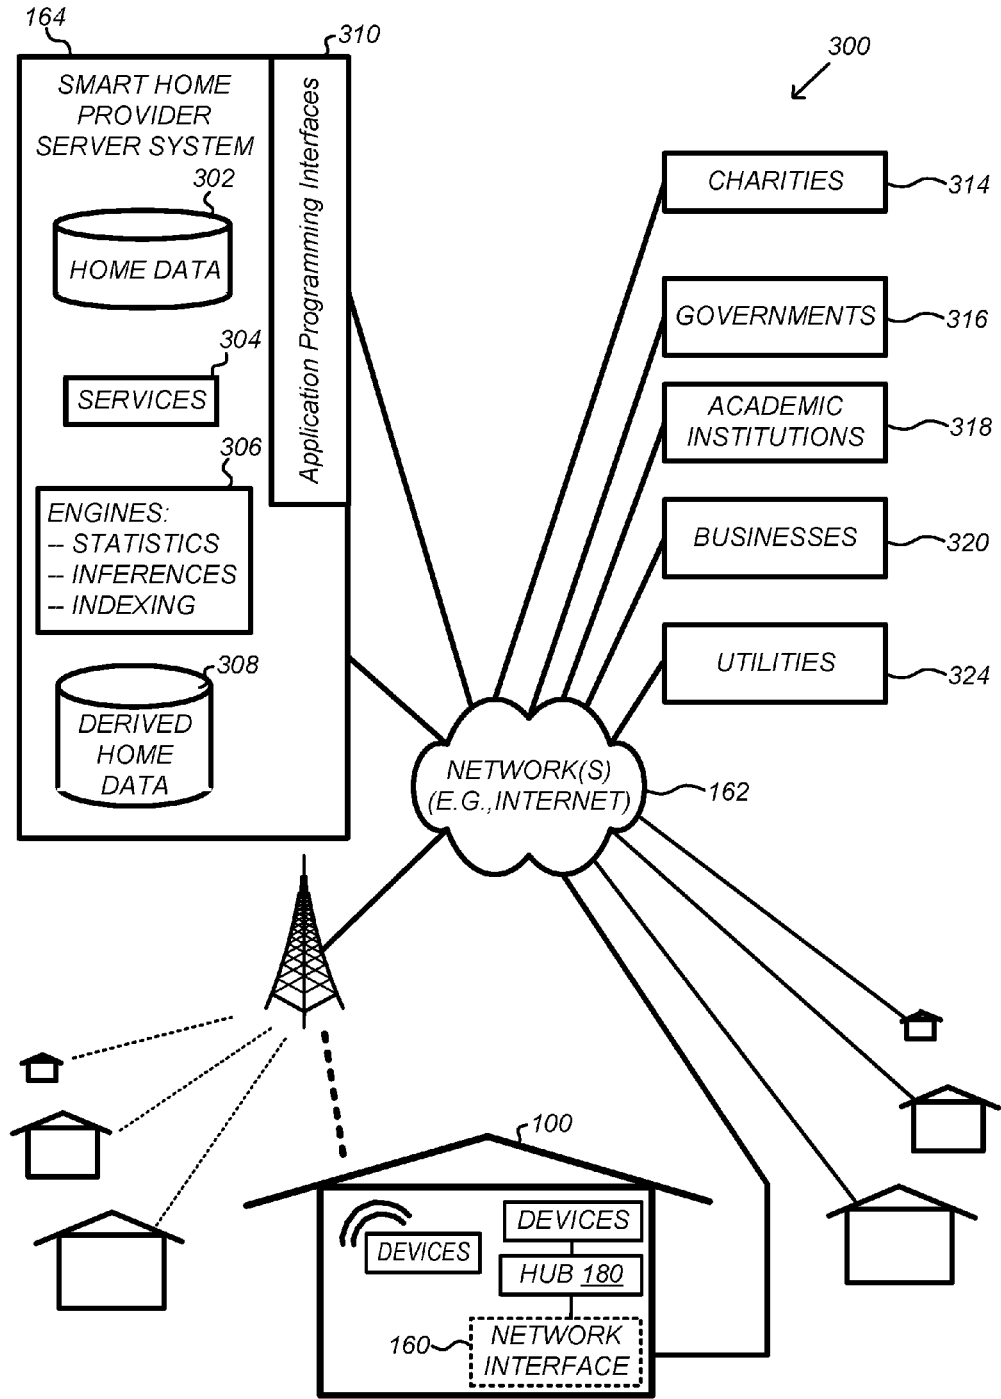 164
310
300
SMART HOME
PROVIDER
SERVER SYSTEM
Application Programming Interfaces
302
HOME DATA
304
SERVICES
306
ENGINES:
-- STATISTICS
-- INFERENCES
-- INDEXING
308
DERIVED
HOME
DATA
CHARITIES
314
GOVERNMENTS
316
ACADEMIC
INSTITUTIONS
318
BUSINESSES
320
UTILITIES
324
NETWORK(S)
(E.G.,INTERNET)
162
100
DEVICES
DEVICES
HUB 180
160
NETWORK
INTERFACE